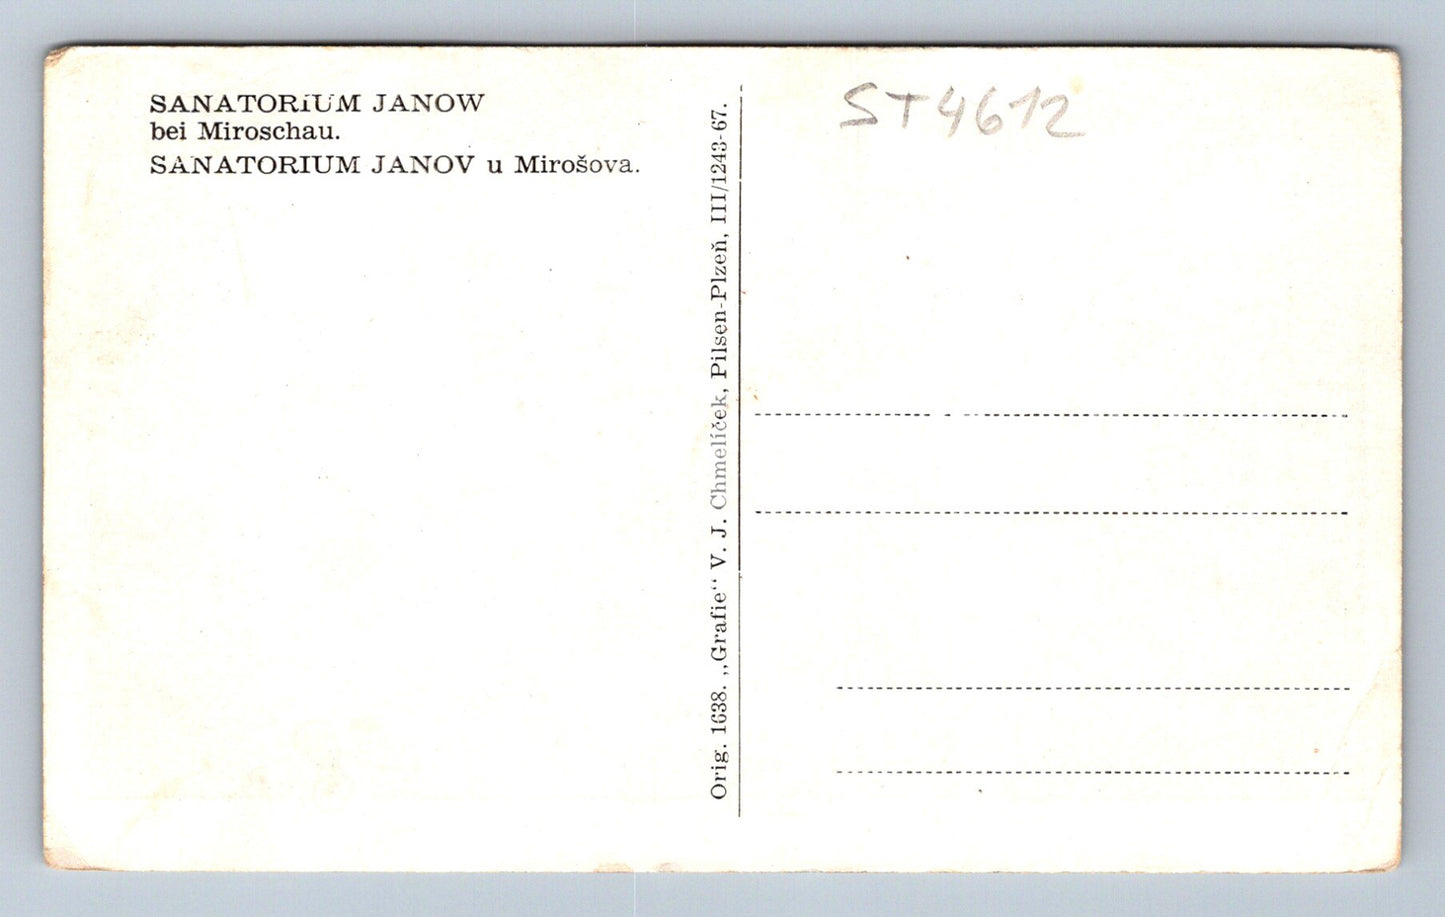 SANATORIUM JANOW
bei Miroschau.
SANATORIUM JANOV u Mirošova.
Orig. 1638. „Grafie“ V. J. Chmelíček, Pilsen-Plzeň, III/1243-67.
ST4612